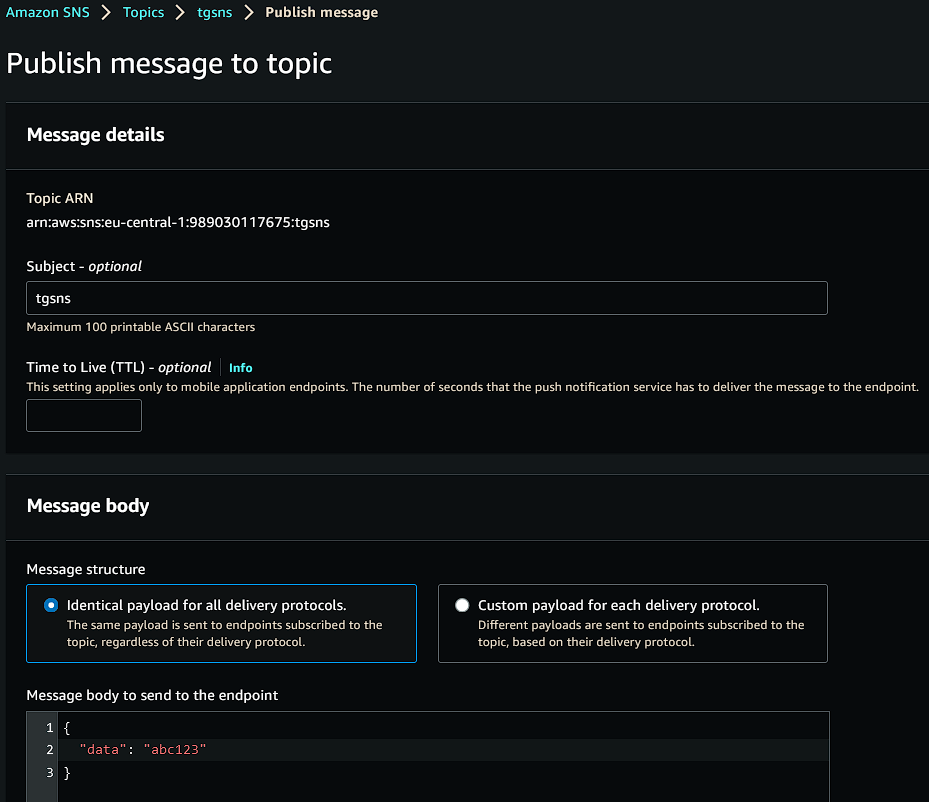 Amazon SNS > Topics > tgsns > Publish message
Publish message to topic
Message details
Topic ARN
arn:aws:sns:eu-central-1:989030117675:tgsns
Subject - optional
tgsns
Maximum 100 printable ASCII characters
Time to Live (TTL) - optional Info
This setting applies only to mobile application endpoints. The number of seconds that the push notification service has to deliver the message to the endpoint.
Message body
Message structure
Identical payload for all delivery protocols.
The same payload is sent to endpoints subscribed to the
topic, regardless of their delivery protocol.
Custom payload for each delivery protocol.
Different payloads are sent to endpoints subscribed to the
topic, based on their delivery protocol.
Message body to send to the endpoint
1 {
2 "data": "abc123"
3 }